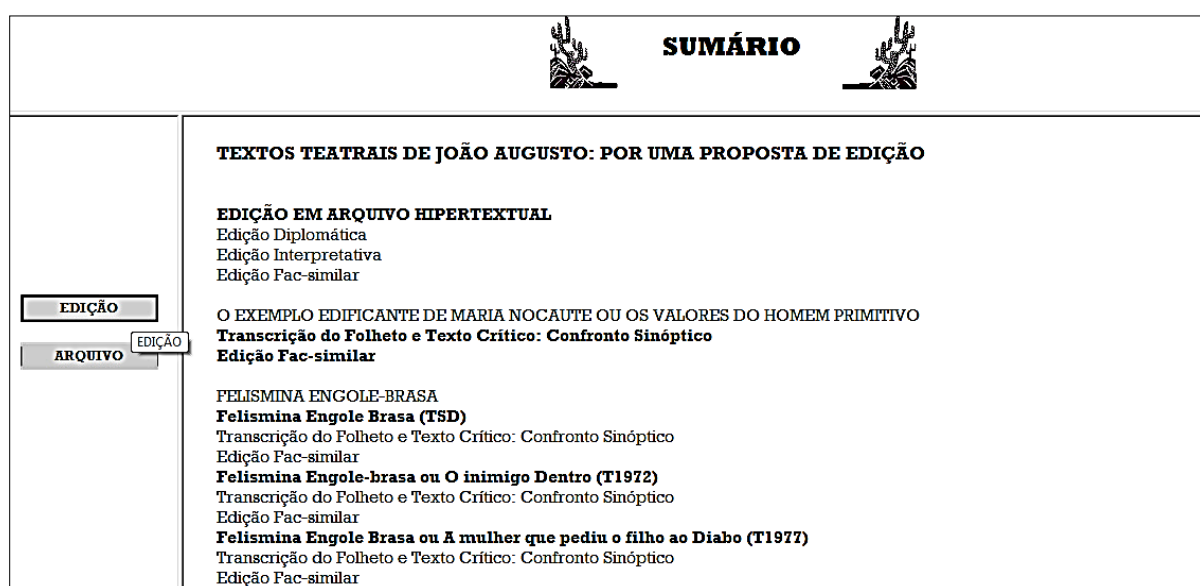 SUMÁRIO
TEXTOS TEATRAIS DE JOÃO AUGUSTO: POR UMA PROPOSTA DE EDIÇÃO
EDIÇÃO EM ARQUIVO HIPERTEXTUAL
Edição Diplomática
Edição Interpretativa
Edição Fac-similar
EDIÇÃO
EDIÇÃO
ARQUIVO
O EXEMPLO EDIFICANTE DE MARIA NOCAUTE OU OS VALORES DO HOMEM PRIMITIVO
Transcrição do Folheto e Texto Crítico: Confronto Sinóptico
Edição Fac-similar
FELISMINA ENGOLE-BRASA
Felismina Engole Brasa (TSD)
Transcrição do Folheto e Texto Crítico: Confronto Sinóptico
Edição Fac-similar
Felismina Engole-brasa ou O inimigo Dentro (T1972)
Transcrição do Folheto e Texto Crítico: Confronto Sinóptico
Edição Fac-similar
Felismina Engole Brasa ou A mulher que pediu o filho ao Diabo (T1977)
Transcrição do Folheto e Texto Crítico: Confronto Sinóptico
Edição Fac-similar